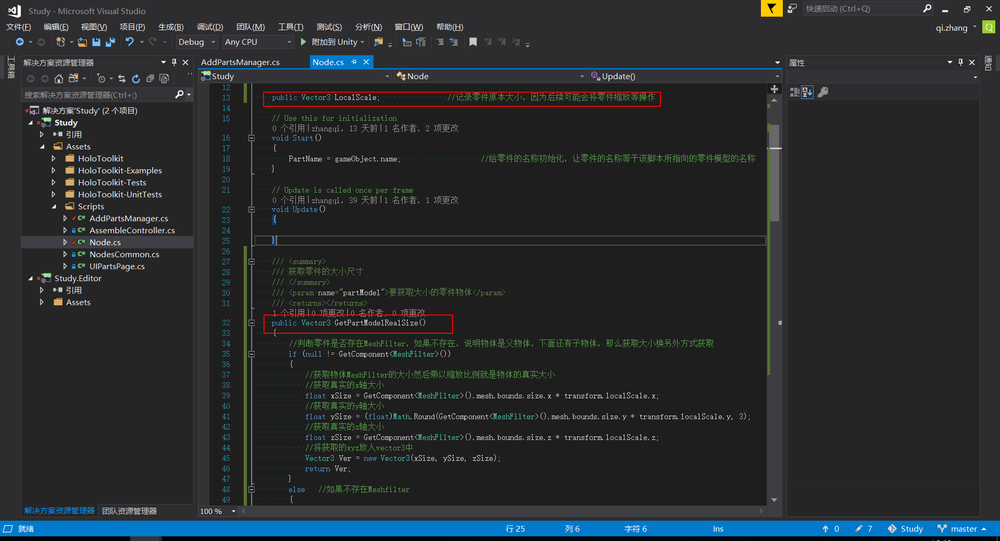 Study - Microsoft Visual Studio
快速启动 (Ctrl+Q)
文件(F) 编辑(E) 视图(V) 项目(P) 生成(B) 调试(D) 团队(M) 工具(T) 测试(S) 分析(N) 窗口(W) 帮助(H)
qi.zhang Q
Debug Any CPU 附加到 Unity
工具箱
解决方案资源管理器
搜索解决方案资源管理器(Ctrl+;)
解决方案'Study' (2 个项目)
Study
引用
Assets
HoloToolkit
HoloToolkit-Examples
HoloToolkit-Tests
HoloToolkit-UnitTests
Scripts
AddPartsManager.cs
AssembleController.cs
Node.cs
NodesCommon.cs
UIPartsPage.cs
Study.Editor
引用
Assets
解决方案资源管理器 团队资源管理器
AddPartsManager.cs Node.cs
Study Node Update()
12
13 public Vector3 LocalScale; //记录零件原本大小，因为后续可能会将零件缩放等操作
14
15 // Use this for initialization
0 个引用|zhangqi，13 天前|1 名作者，2 项更改
16 void Start()
17 {
18 PartName = gameObject.name; //给零件的名称初始化，让零件的名称等于该脚本所指向的零件模型的名称
19 }
20
21 // Update is called once per frame
0 个引用|zhangqi，39 天前|1 名作者，1 项更改
22 void Update()
23 {
24
25 }
26
27 /// <summary>
28 /// 获取零件的大小尺寸
29 /// </summary>
30 /// <param name="partModel">要获取大小的零件物体</param>
31 /// <returns></returns>
1 个引用|0 项更改|0 名作者，0 项更改
32 public Vector3 GetPartModelRealSize()
33 {
34 //判断零件是否存在MeshFilter，如果不存在，说明物体是父物体，下面还有子物体，那么获取大小换另外方式获取
35 if (null != GetComponent<MeshFilter>())
36 {
37 //获取物体MeshFilter的大小然后乘以缩放比例就是物体的真实大小
38 //获取真实的x轴大小
39 float xSize = GetComponent<MeshFilter>().mesh.bounds.size.x * transform.localScale.x;
40 //获取真实的y轴大小
41 float ySize = (float)Math.Round(GetComponent<MeshFilter>().mesh.bounds.size.y * transform.localScale.y, 3);
42 //获取真实的z轴大小
43 float zSize = GetComponent<MeshFilter>().mesh.bounds.size.z * transform.localScale.z;
44 //将获取的xyz放入vector3中
45 Vector3 Ver = new Vector3(xSize, ySize, zSize);
46 return Ver;
47 }
48 else //如果不存在Meshfilter
49 {
100 %
属性
通知
就绪 行 25 列 6 字符 6 Ins 0 7 Study master